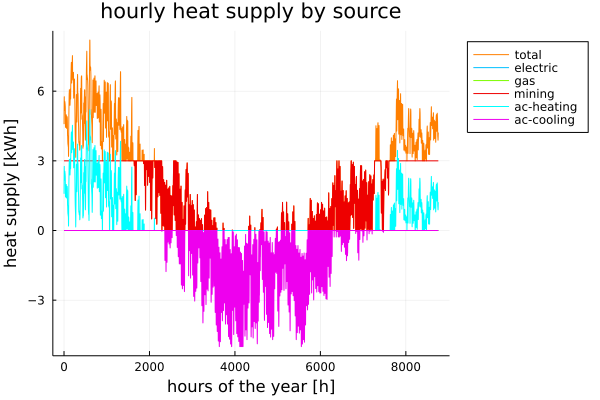 hourly heat supply by source
heat supply [kWh]
6
3
0
−3
0 2000 4000 6000 8000
hours of the year [h]
total
electric
gas
mining
ac-heating
ac-cooling